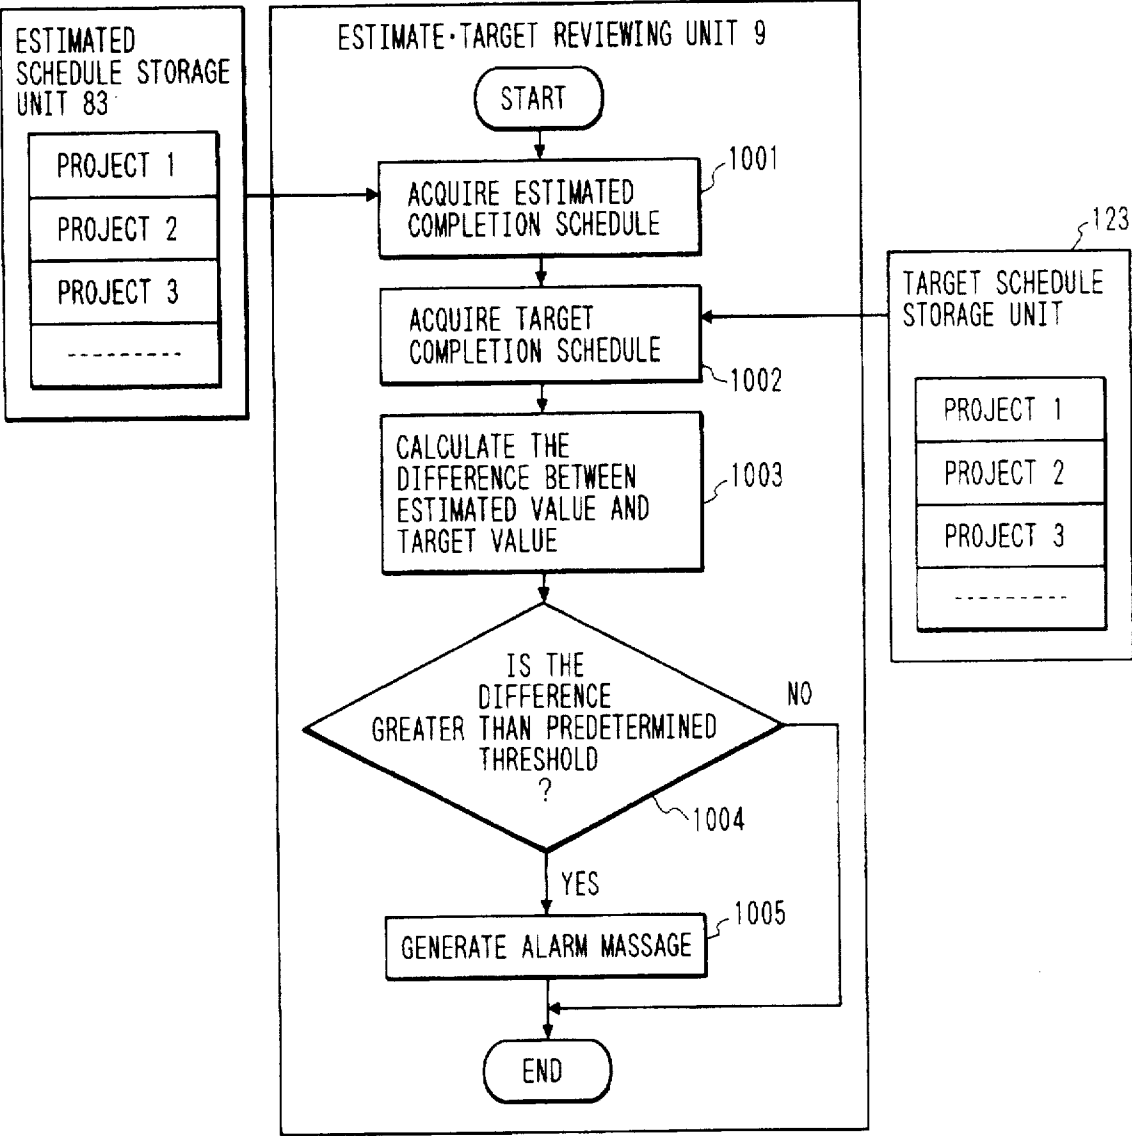 ESTIMATED
SCHEDULE STORAGE
UNIT 83
PROJECT 1
PROJECT 2
PROJECT 3
ESTIMATE·TARGET REVIEWING UNIT 9
START
1001
ACQUIRE ESTIMATED
COMPLETION SCHEDULE
ACQUIRE TARGET
COMPLETION SCHEDULE
1002
CALCULATE THE
DIFFERENCE BETWEEN
ESTIMATED VALUE AND
TARGET VALUE
1003
IS THE
DIFFERENCE
GREATER THAN PREDETERMINED
THRESHOLD
?
NO
1004
YES
1005
GENERATE ALARM MASSAGE
END
123
TARGET SCHEDULE
STORAGE UNIT
PROJECT 1
PROJECT 2
PROJECT 3